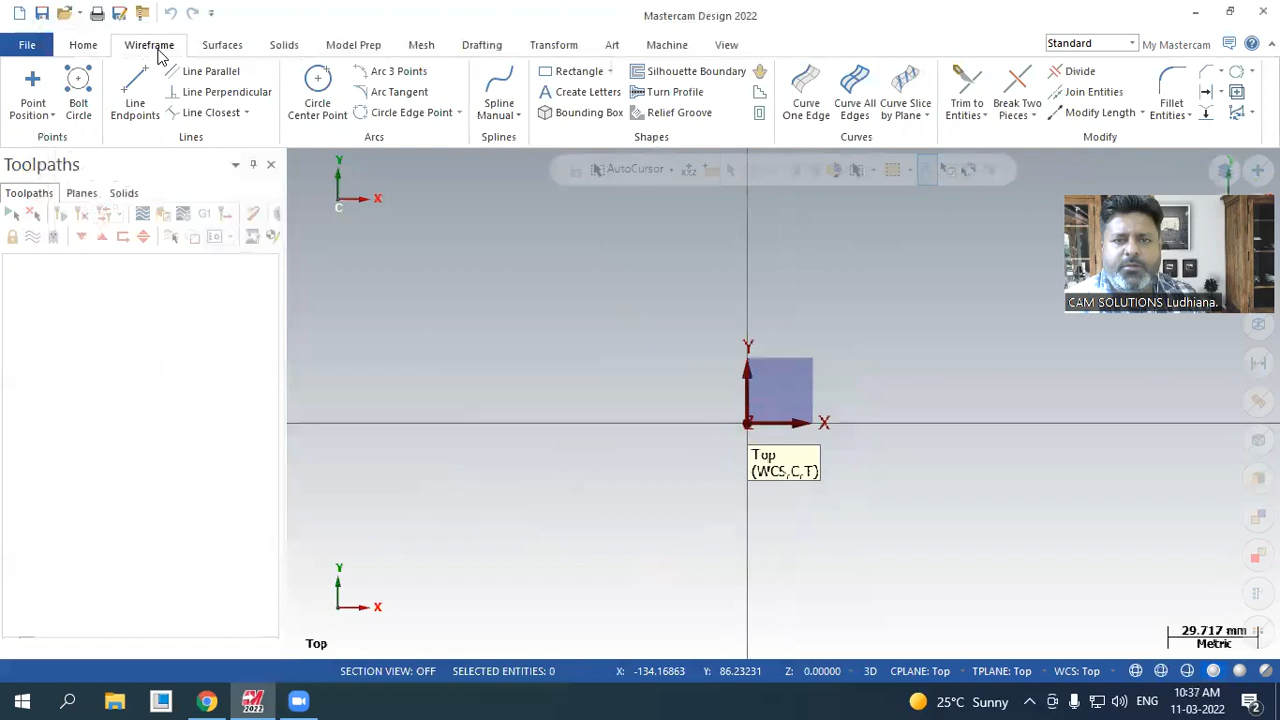 Mastercam Design 2022
File Home Wireframe Surfaces Solids Model Prep Mesh Drafting Transform Art Machine View Standard My Mastercam
Point Position
Bolt Circle
Points
Line Endpoints
Line Parallel
Line Perpendicular
Line Closest
Lines
Circle Center Point
Arc 3 Points
Arc Tangent
Circle Edge Point
Arcs
Spline Manual
Splines
Rectangle
Create Letters
Bounding Box
Silhouette Boundary
Turn Profile
Relief Groove
Shapes
Curve One Edge
Curve All Edges
Curve Slice by Plane
Curves
Trim to Entities
Break Two Pieces
Divide
Join Entities
Modify Length
Fillet Entities
Modify
Toolpaths
Toolpaths Planes Solids
G1
AutoCursor
XYZ
Y
X
C
CAM SOLUTIONS Ludhiana.
Y
X
Z
Top
(WCS,C,T)
Y
X
Top
29.717 mm
Metric
SECTION VIEW: OFF SELECTED ENTITIES: 0 X: -134.16863 Y: 86.23231 Z: 0.00000 3D CPLANE: Top TPLANE: Top WCS: Top
2022
25°C Sunny
ENG
10:37 AM
11-03-2022
2